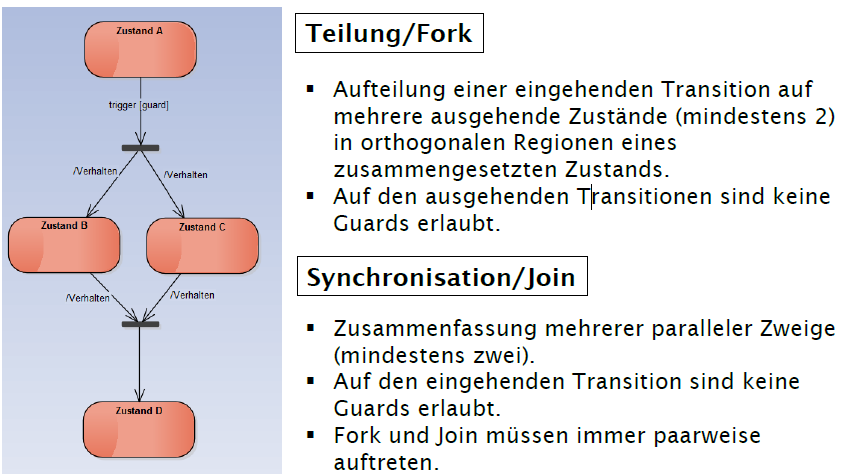 Zustand A
trigger [guard]
/Verhalten
/Verhalten
Zustand B
Zustand C
/Verhalten
/Verhalten
Zustand D
Teilung/Fork
▪ Aufteilung einer eingehenden Transition auf
mehrere ausgehende Zustände (mindestens 2)
in orthogonalen Regionen eines
zusammengesetzten Zustands.
▪ Auf den ausgehenden Transitionen sind keine
Guards erlaubt.
Synchronisation/Join
▪ Zusammenfassung mehrerer paralleler Zweige
(mindestens zwei).
▪ Auf den eingehenden Transition sind keine
Guards erlaubt.
▪ Fork und Join müssen immer paarweise
auftreten.